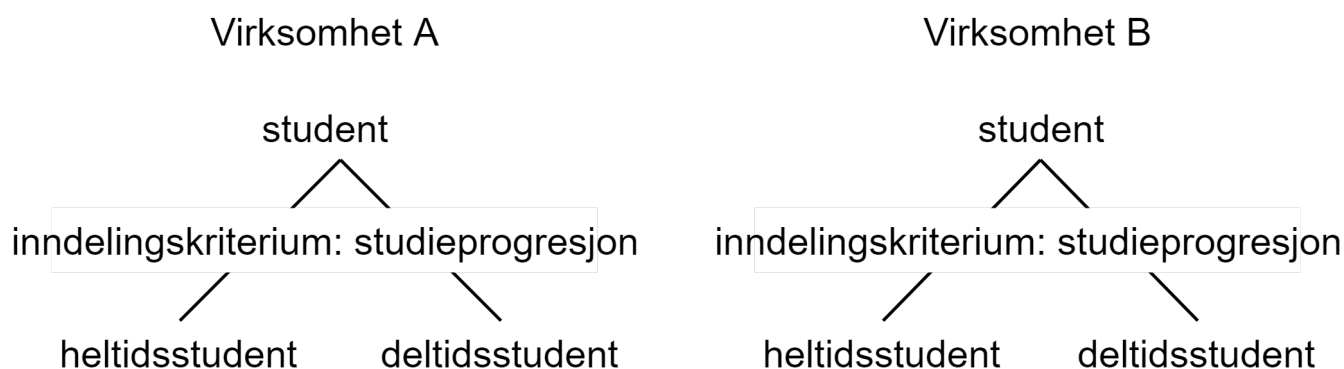 Virksomhet A
student
inndelingskriterium: studieprogresjon
heltidsstudent
deltidsstudent
Virksomhet B
student
inndelingskriterium: studieprogresjon
heltidsstudent
deltidsstudent